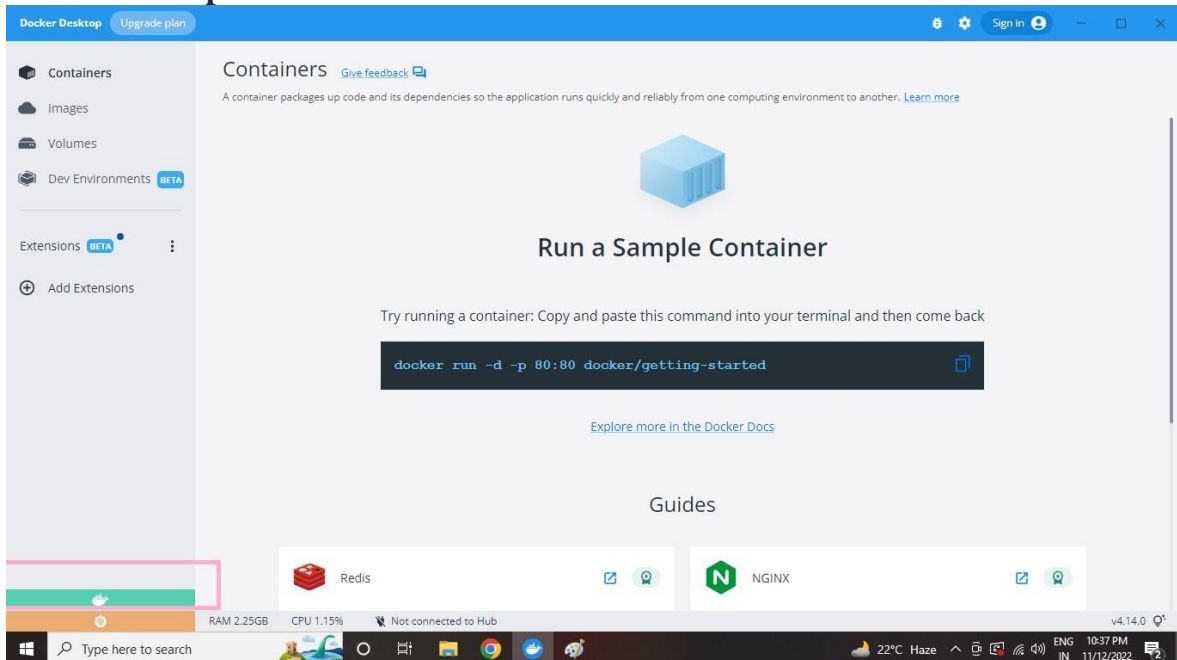 Docker Desktop Upgrade plan Sign in
Containers
Images
Volumes
Dev Environments BETA
Extensions BETA
Add Extensions
Containers Give feedback
A container packages up code and its dependencies so the application runs quickly and reliably from one computing environment to another. Learn more
Run a Sample Container
Try running a container: Copy and paste this command into your terminal and then come back
docker run -d -p 80:80 docker/getting-started
Explore more in the Docker Docs
Guides
Redis
N NGINX
RAM 2.25GB CPU 1.15% Not connected to Hub v4.14.0
Type here to search 22°C Haze ENG 10:37 PM
IN 11/12/2022 2